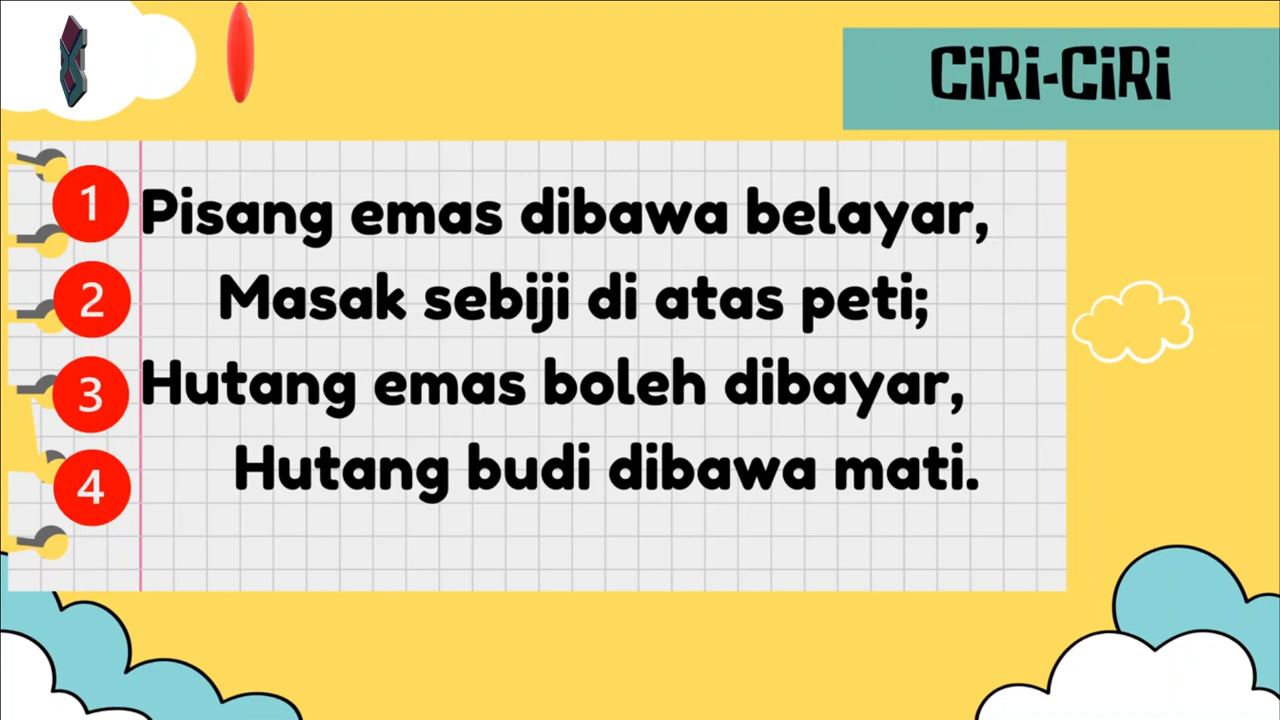 CiRi-CiRi
1 Pisang emas dibawa belayar,
2 Masak sebiji di atas peti;
3 Hutang emas boleh dibayar,
4 Hutang budi dibawa mati.